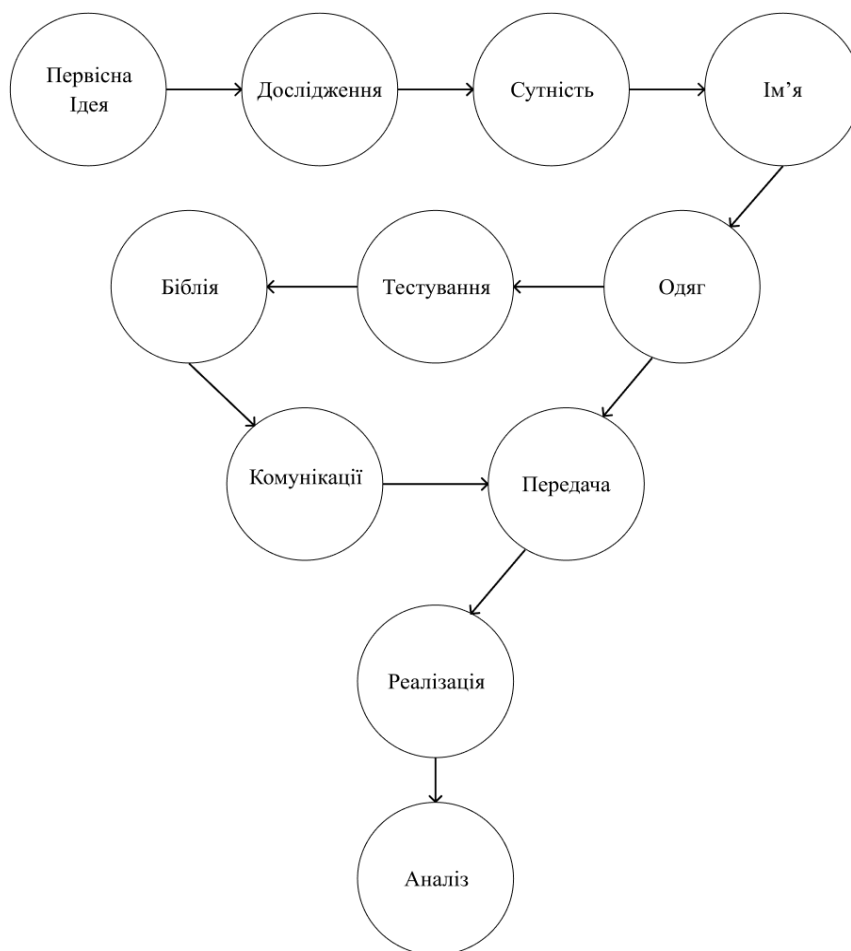 Первісна
Ідея
Дослідження
Сутність
Ім’я
Біблія
Тестування
Одяг
Комунікації
Передача
Реалізація
Аналіз